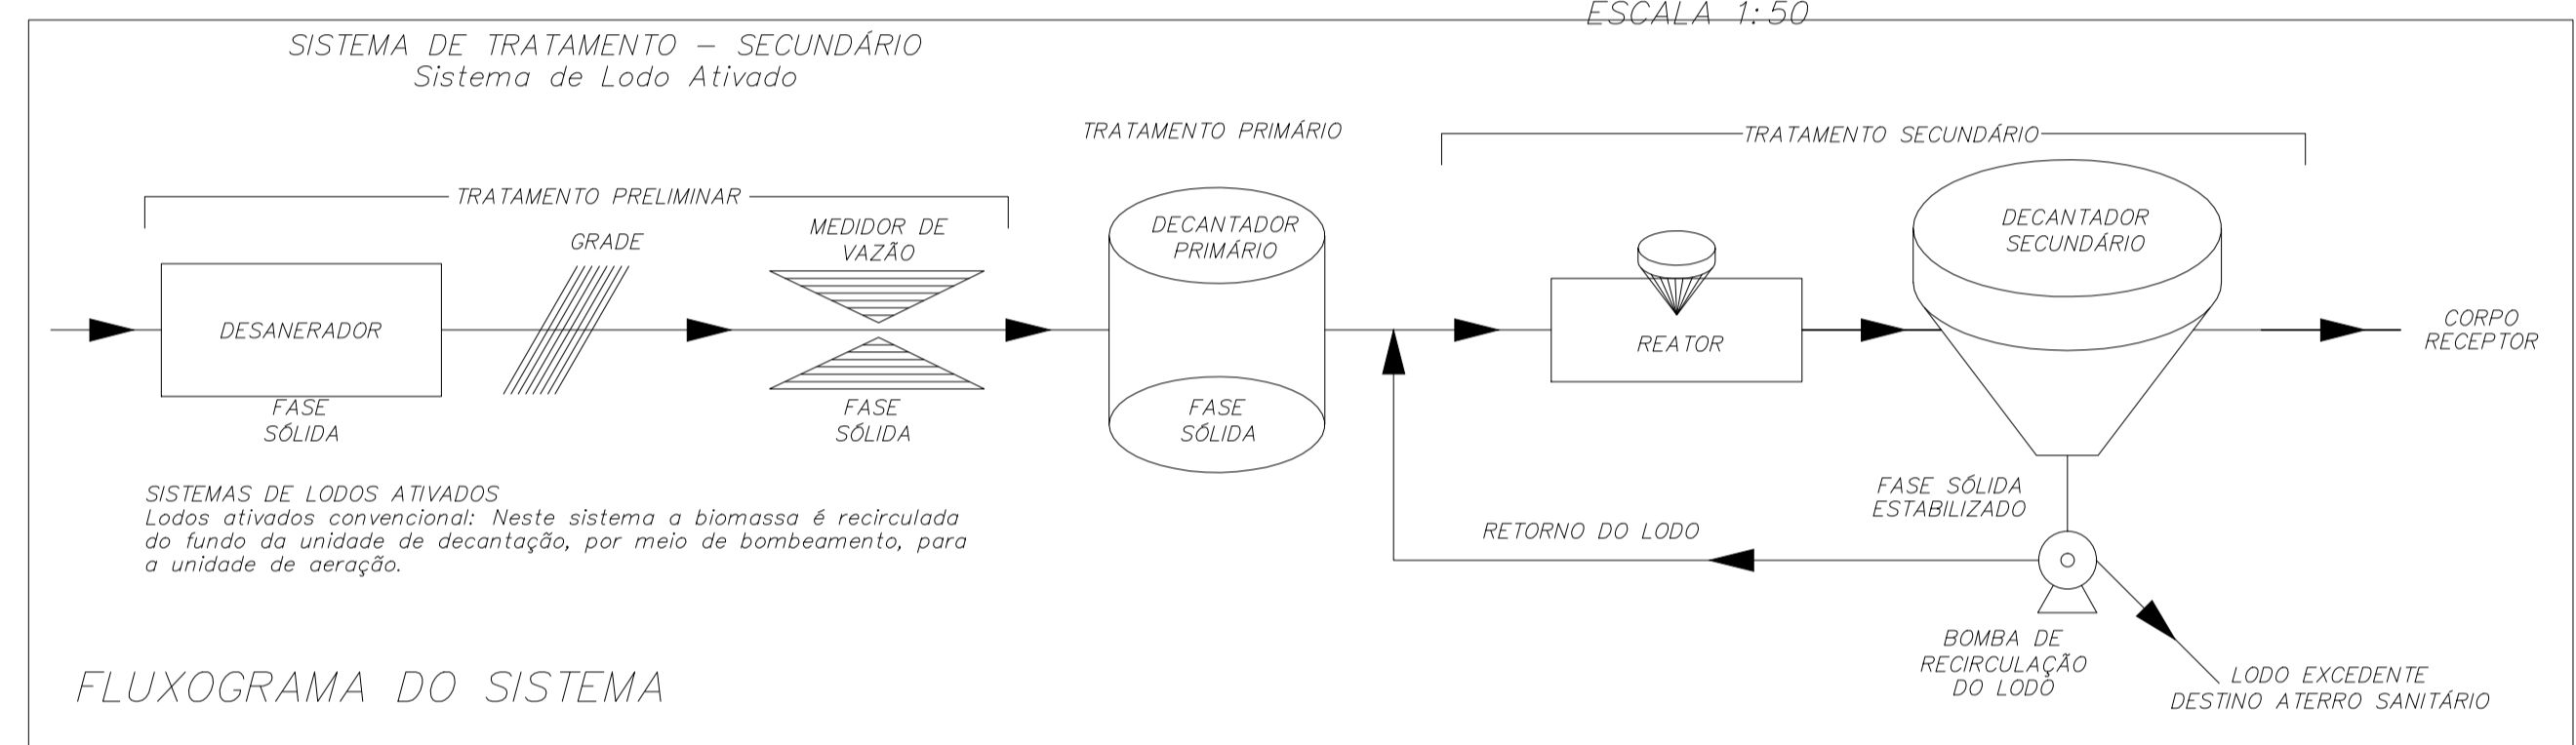 ESCALA 1:50
SISTEMA DE TRATAMENTO – SECUNDÁRIO
Sistema de Lodo Ativado
TRATAMENTO PRELIMINAR
TRATAMENTO PRIMÁRIO
TRATAMENTO SECUNDÁRIO
DESANERADOR
FASE
SÓLIDA
GRADE
MEDIDOR DE
VAZÃO
FASE
SÓLIDA
DECANTADOR
PRIMÁRIO
FASE
SÓLIDA
REATOR
DECANTADOR
SECUNDÁRIO
CORPO
RECEPTOR
FASE SÓLIDA
ESTABILIZADO
RETORNO DO LODO
BOMBA DE
RECIRCULAÇÃO
DO LODO
LODO EXCEDENTE
DESTINO ATERRO SANITÁRIO
SISTEMAS DE LODOS ATIVADOS
Lodos ativados convencional: Neste sistema a biomassa é recirculada
do fundo da unidade de decantação, por meio de bombeamento, para
a unidade de aeração.
FLUXOGRAMA DO SISTEMA